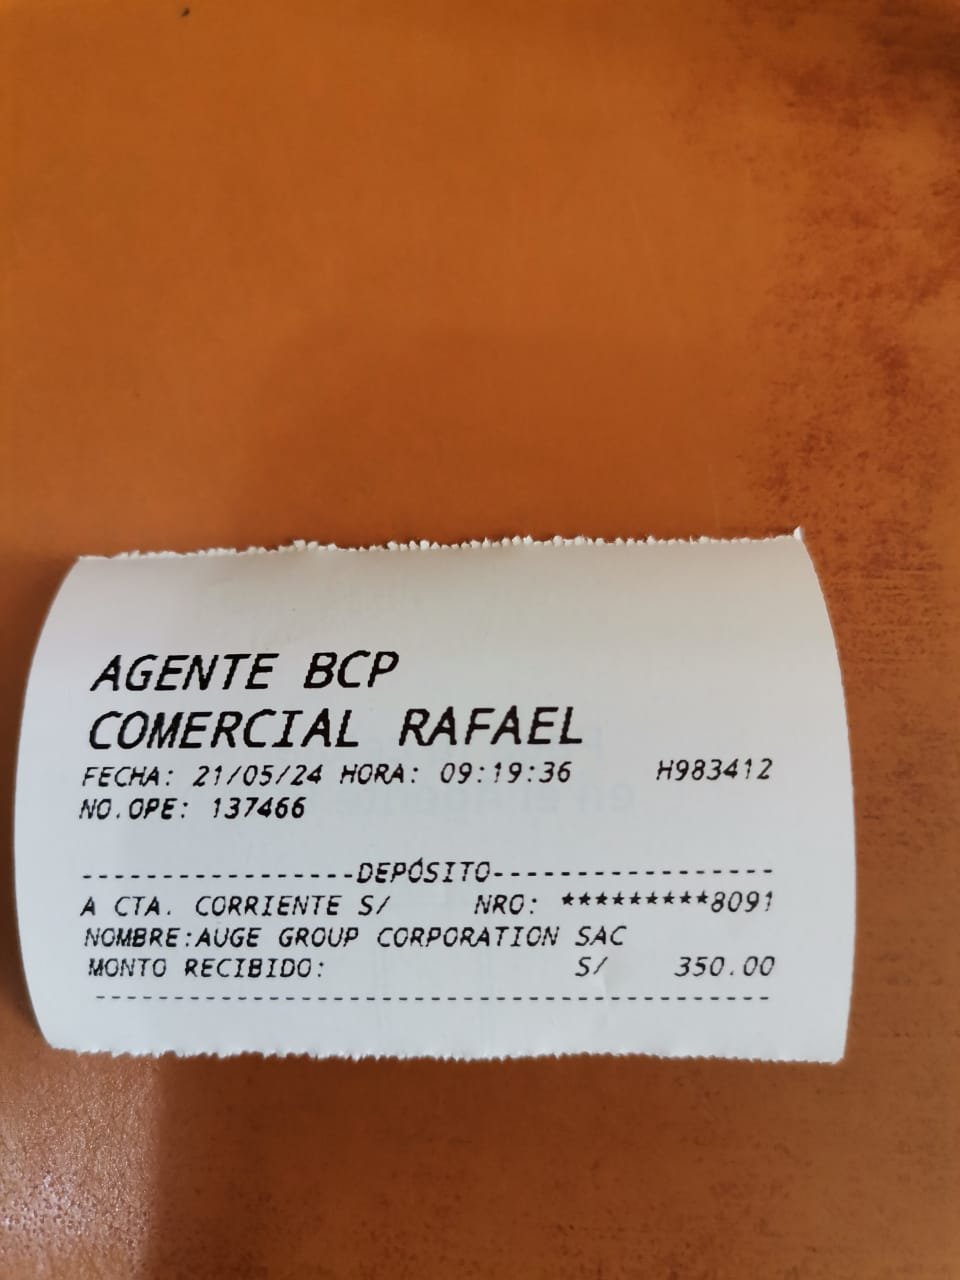 AGENTE BCP
COMERCIAL RAFAEL
FECHA: 21/05/24 HORA: 09:19:36 H983412
NO.OPE: 137466
-----------------DEPÓSITO-----------------
A CTA. CORRIENTE S/ NRO: *********8091
NOMBRE:AUGE GROUP CORPORATION SAC
MONTO RECIBIDO: S/ 350.00
------------------------------------------